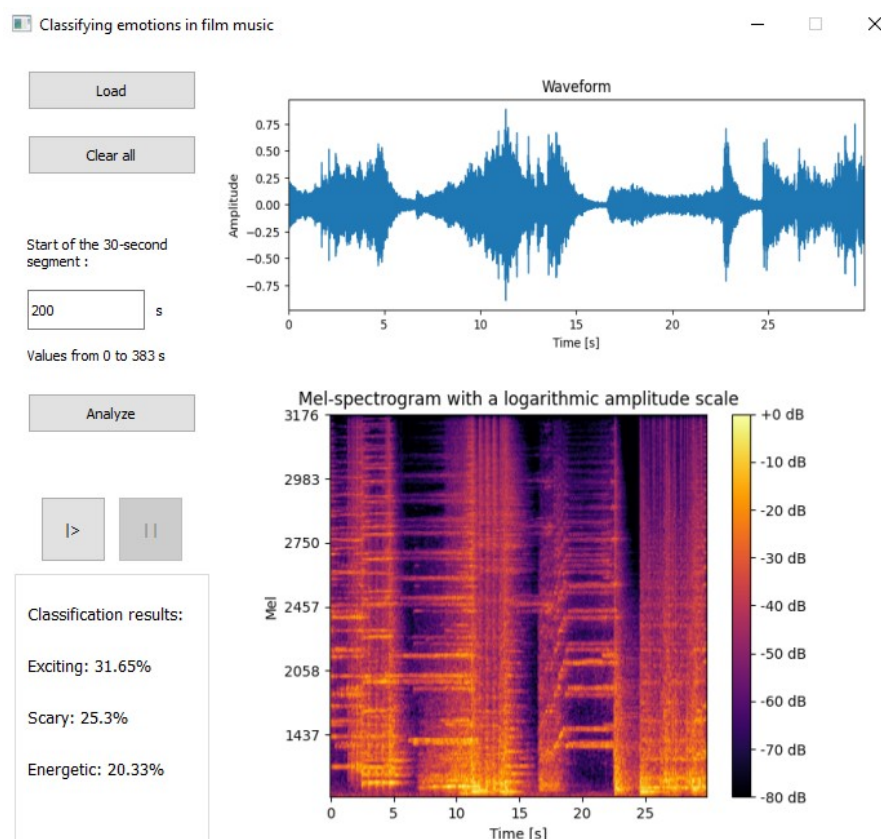 Classifying emotions in film music
Load
Clear all
Start of the 30-second
segment :
200 s
Values from 0 to 383 s
Analyze
|> ||
Classification results:
Exciting: 31.65%
Scary: 25.3%
Energetic: 20.33%
Waveform
Amplitude
0.75
0.50
0.25
0.00
−0.25
−0.50
−0.75
0 5 10 15 20 25
Time [s]
Mel-spectrogram with a logarithmic amplitude scale
Mel
3176
2983
2750
2457
2058
1437
0 5 10 15 20 25
Time [s]
+0 dB
-10 dB
-20 dB
-30 dB
-40 dB
-50 dB
-60 dB
-70 dB
-80 dB